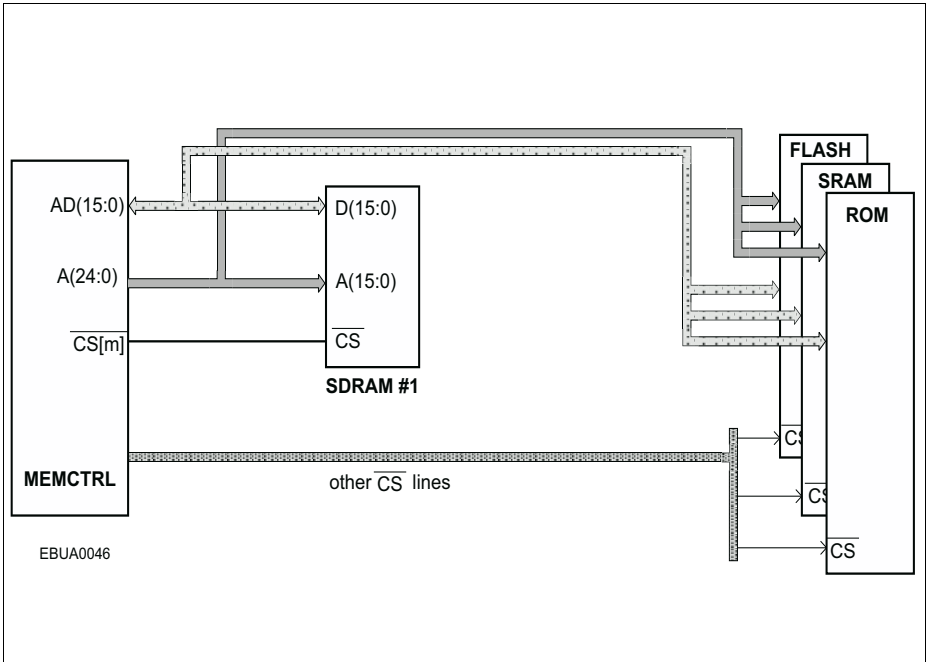 FLASH
SRAM
ROM
AD(15:0)
D(15:0)
A(24:0)
A(15:0)
CS[m]
CS
SDRAM #1
CS
MEMCTRL
other CS lines
CS
EBUA0046
CS